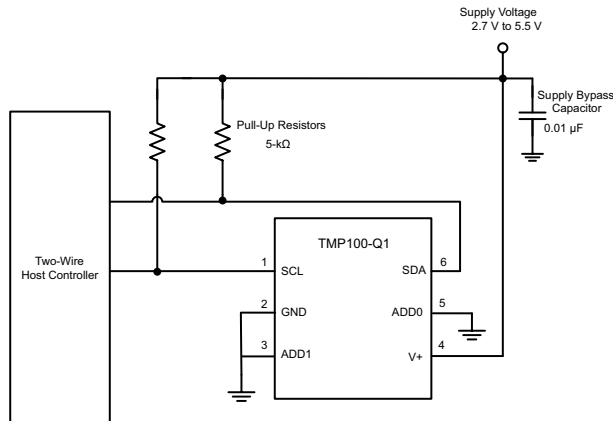 Supply Voltage
2.7 V to 5.5 V
Supply Bypass
Capacitor
0.01 µF
Pull-Up Resistors
5-kΩ
Two-Wire
Host Controller
TMP100-Q1
1
SCL
SDA
6
2
GND
ADD0
5
3
ADD1
V+
4